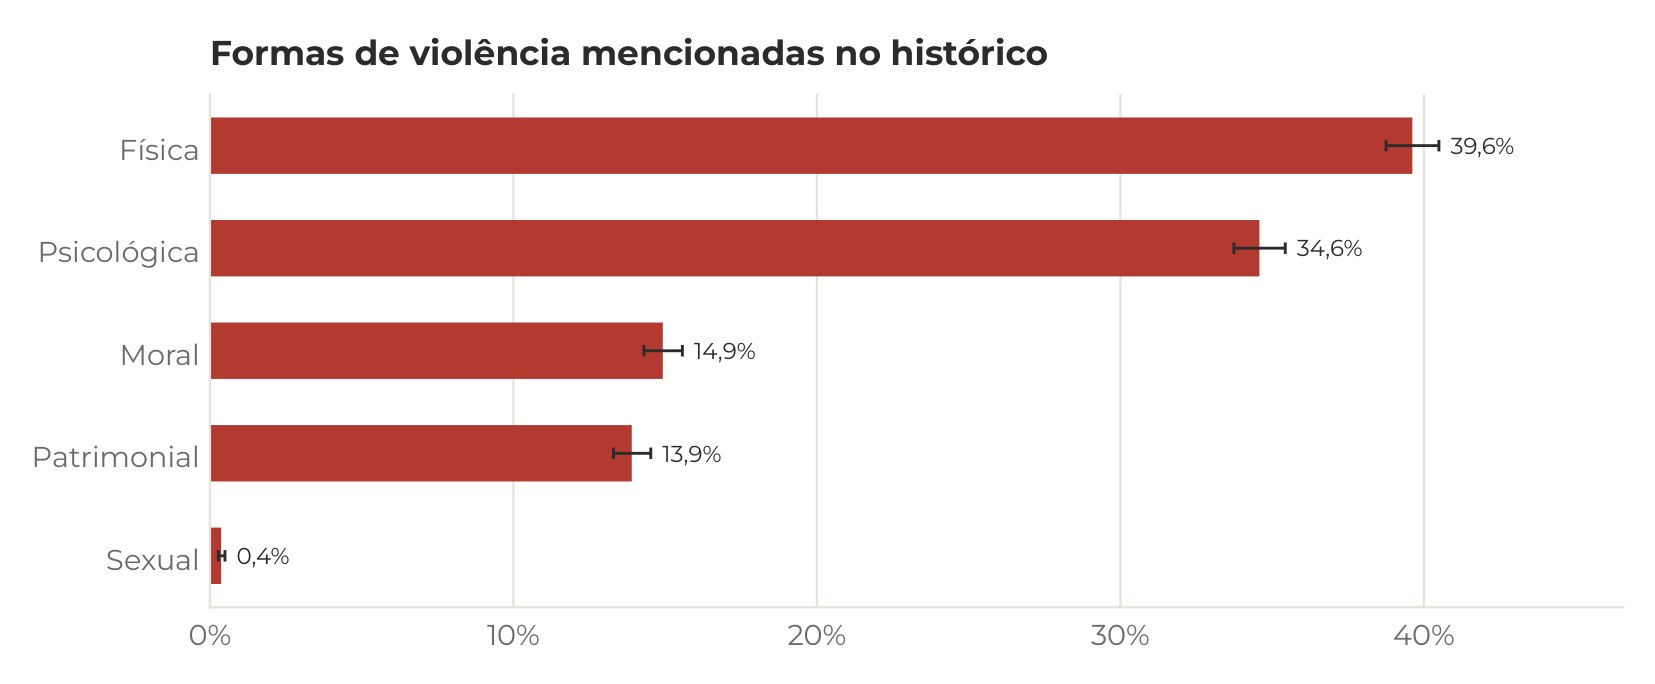 Formas de violência mencionadas no histórico
Física 39,6%
Psicológica 34,6%
Moral 14,9%
Patrimonial 13,9%
Sexual 0,4%
0% 10% 20% 30% 40%